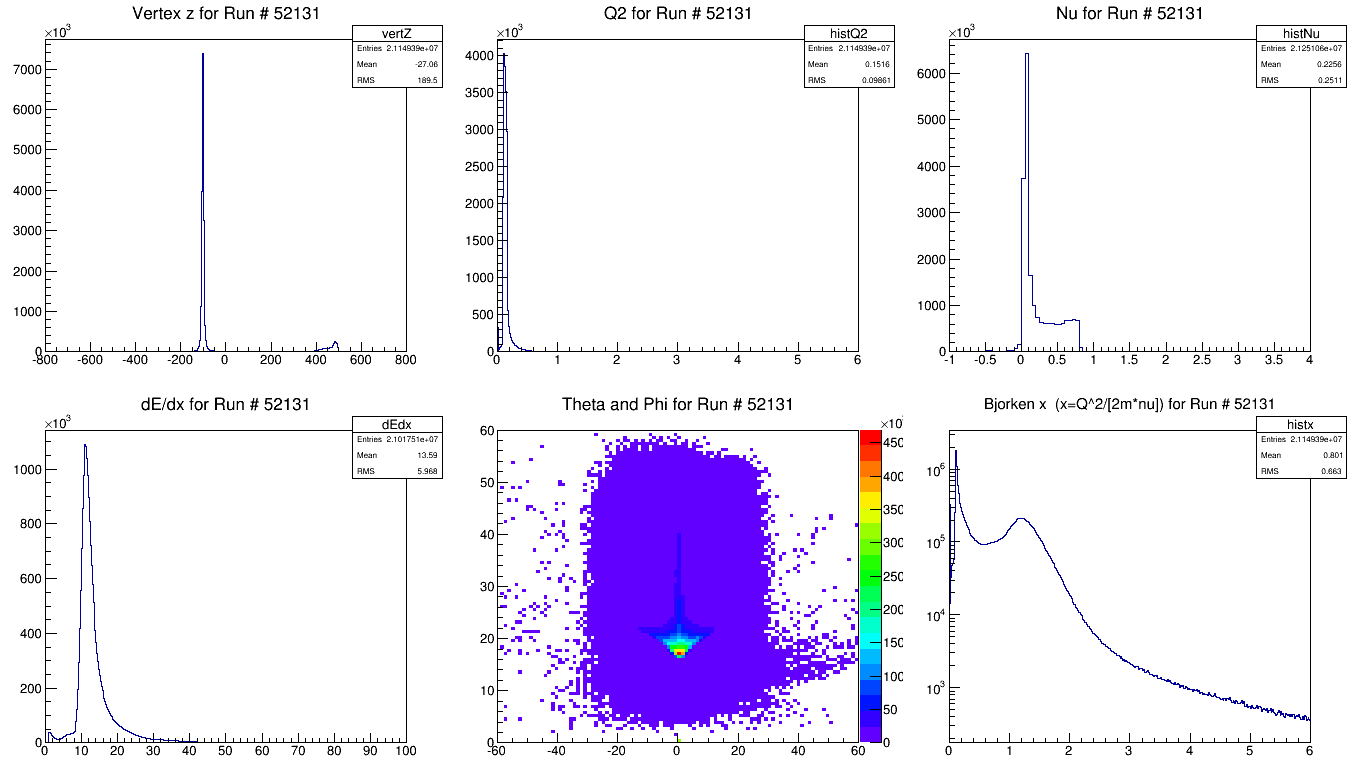 Vertex z for Run # 52131
×10³
vertZ
Entries 2.114939e+07
Mean -27.06
RMS 189.5
7000
6000
5000
4000
3000
2000
1000
0
-800 -600 -400 -200 0 200 400 600 800
Q2 for Run # 52131
×10³
histQ2
Entries 2.114939e+07
Mean 0.1516
RMS 0.09861
4000
3500
3000
2500
2000
1500
1000
500
0
0 1 2 3 4 5 6
Nu for Run # 52131
×10³
histNu
Entries 2.125106e+07
Mean 0.2256
RMS 0.2511
6000
5000
4000
3000
2000
1000
0
-1 -0.5 0 0.5 1 1.5 2 2.5 3 3.5 4
dE/dx for Run # 52131
×10³
dEdx
Entries 2.101751e+07
Mean 13.59
RMS 5.968
1000
800
600
400
200
0
0 10 20 30 40 50 60 70 80 90 100
Theta and Phi for Run # 52131
×10
60
50
40
30
20
10
0
-60 -40 -20 0 20 40 60
450
400
350
300
250
200
150
100
50
0
Bjorken x (x=Q^2/[2m*nu]) for Run # 52131
histx
Entries 2.114939e+07
Mean 0.801
RMS 0.663
10⁶
10⁵
10⁴
10³
0 1 2 3 4 5 6